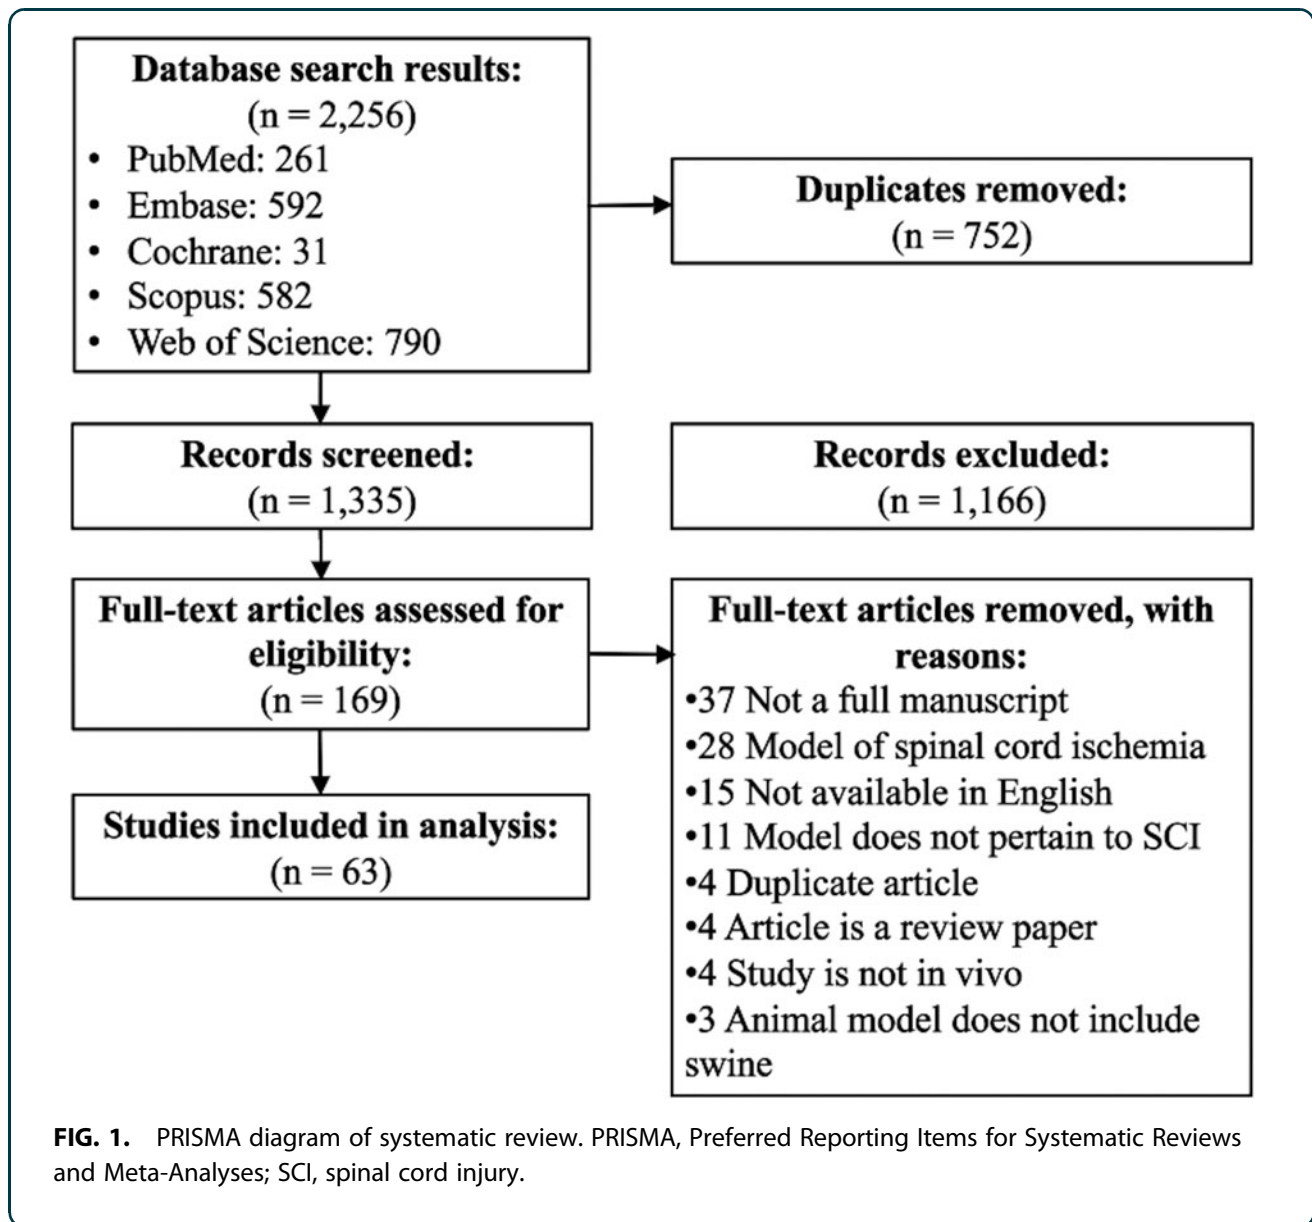 Database search results:
(n = 2,256)
• PubMed: 261
• Embase: 592
• Cochrane: 31
• Scopus: 582
• Web of Science: 790
Duplicates removed:
(n = 752)
Records screened:
(n = 1,335)
Records excluded:
(n = 1,166)
Full-text articles assessed for
eligibility:
(n = 169)
Full-text articles removed, with
reasons:
•37 Not a full manuscript
•28 Model of spinal cord ischemia
•15 Not available in English
•11 Model does not pertain to SCI
•4 Duplicate article
•4 Article is a review paper
•4 Study is not in vivo
•3 Animal model does not include
swine
Studies included in analysis:
(n = 63)
FIG. 1. PRISMA diagram of systematic review. PRISMA, Preferred Reporting Items for Systematic Reviews
and Meta-Analyses; SCI, spinal cord injury.